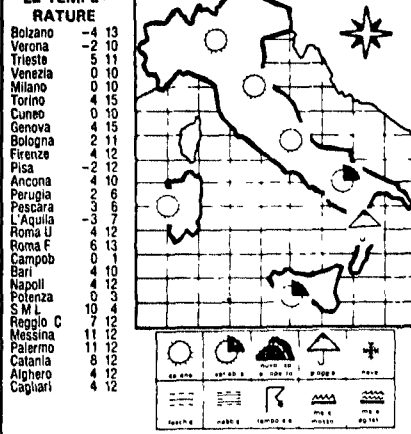 RATURE
Bolzano -4 13
Verona -2 10
Trieste 5 11
Venezia 0 10
Milano 0 10
Torino 4 15
Cuneo 0 10
Genova 4 15
Bologna 2 11
Firenze 4 12
Pisa -2 12
Ancona 4 10
Perugia 2 6
Pescara 3 6
L'Aquila -3 7
Roma U 4 12
Roma F 6 13
Campob 0 1
Bari 4 10
Napoli 4 12
Potenza 0 3
S M L 10 4
Reggio C 7 12
Messina 11 12
Palermo 11 12
Catania 8 12
Alghero 4 12
Cagliari 4 12
pioggia neve
nebbia